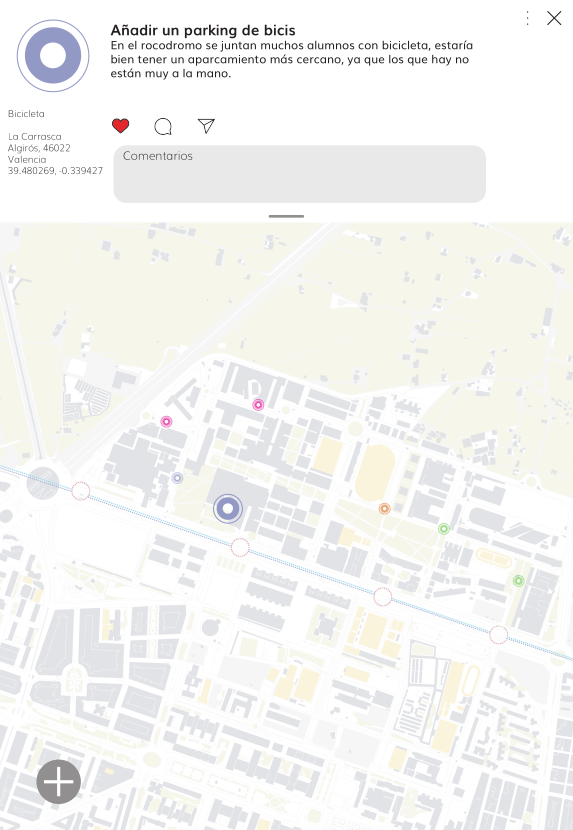 Añadir un parking de bicis
En el rocodromo se juntan muchos alumnos con bicicleta, estaría
bien tener un aparcamiento más cercano, ya que los que hay no
están muy a la mano.
Bicicleta
La Carrasca
Algirós, 46022
Valencia
39.480269, -0.339427
Comentarios